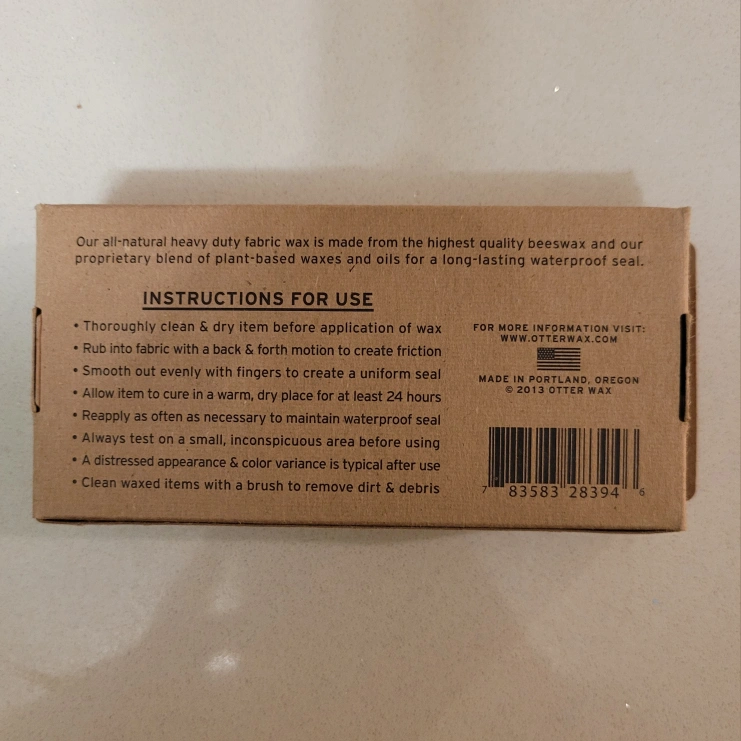 Our all-natural heavy duty fabric wax is made from the highest quality beeswax and our
proprietary blend of plant-based waxes and oils for a long-lasting waterproof seal.
INSTRUCTIONS FOR USE
• Thoroughly clean & dry item before application of wax
• Rub into fabric with a back & forth motion to create friction
• Smooth out evenly with fingers to create a uniform seal
• Allow item to cure in a warm, dry place for at least 24 hours
• Reapply as often as necessary to maintain waterproof seal
• Always test on a small, inconspicuous area before using
• A distressed appearance & color variance is typical after use
• Clean waxed items with a brush to remove dirt & debris
FOR MORE INFORMATION VISIT:
WWW.OTTERWAX.COM
MADE IN PORTLAND, OREGON
© 2013 OTTER WAX
7 83583 28394 6